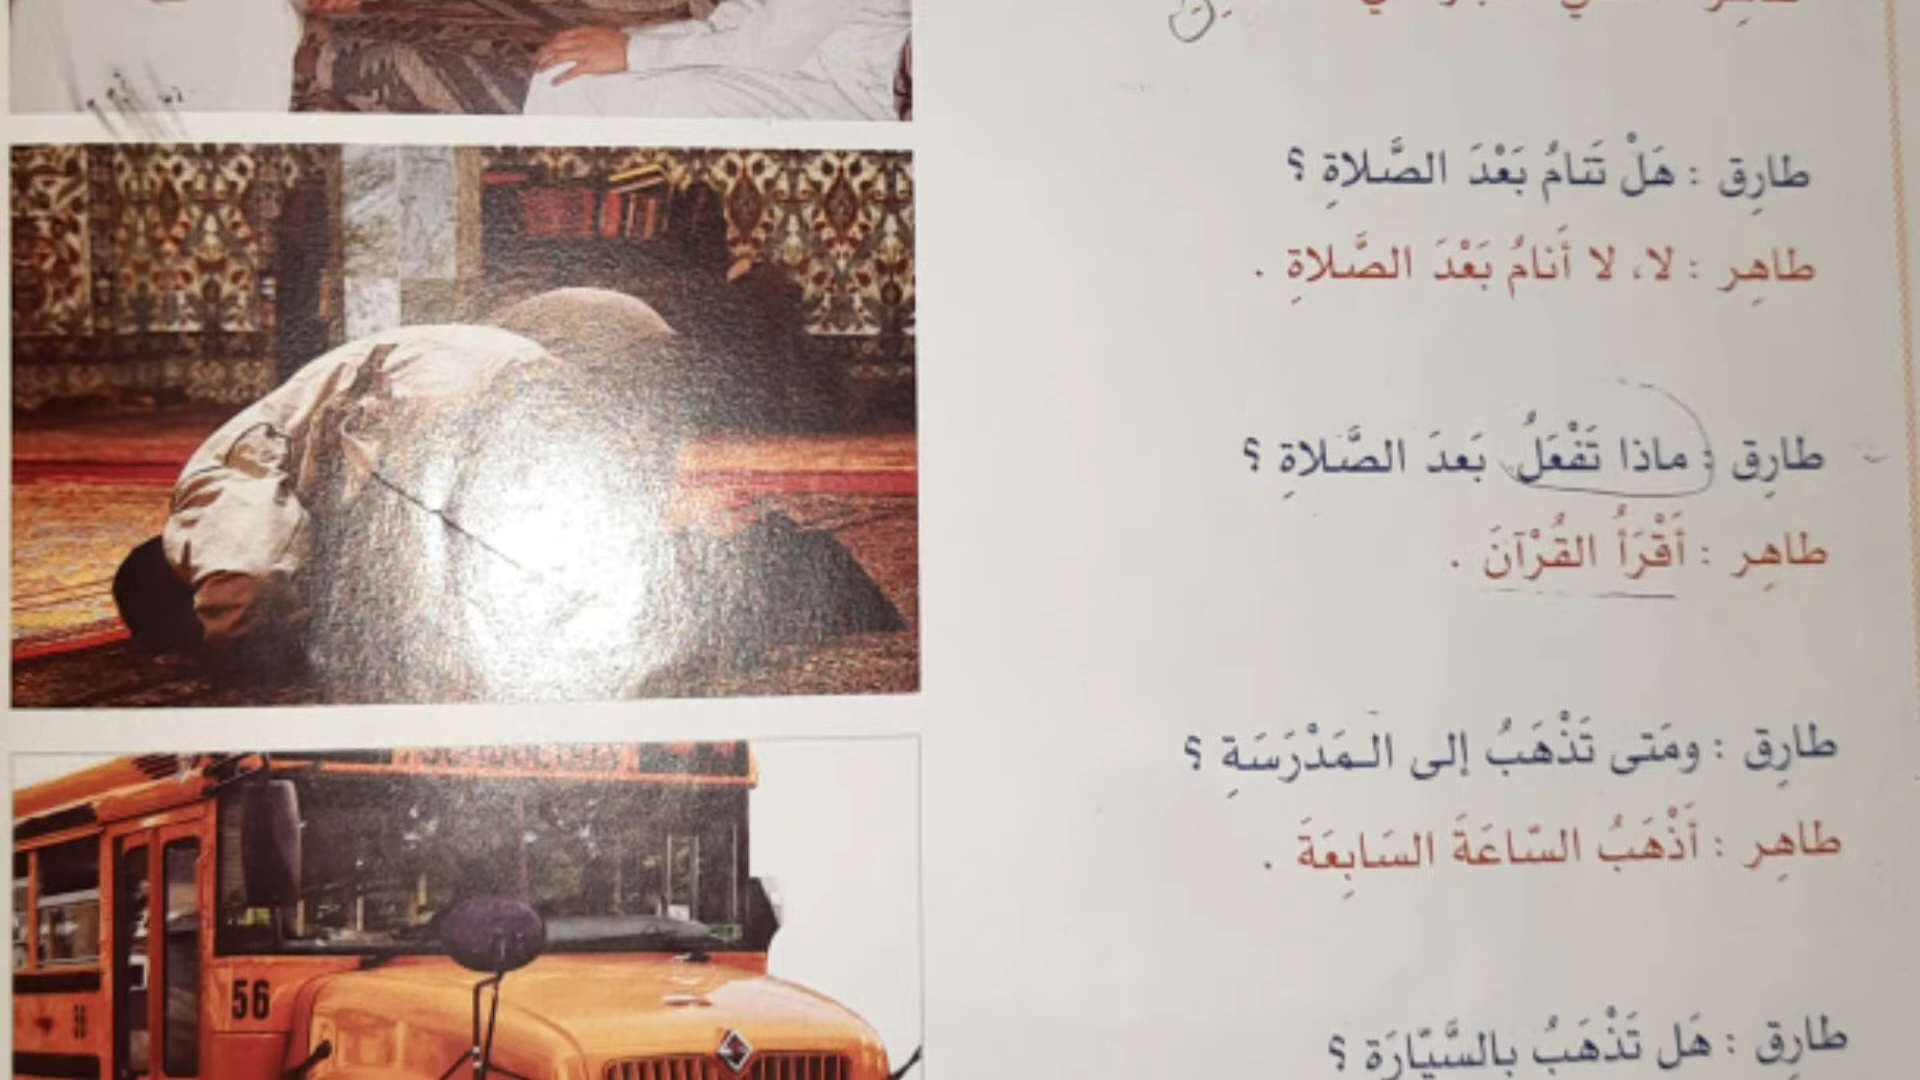 طارِق : هَلْ تَنامُ بَعْدَ الصَّلاةِ ؟
طاهِر : لا، لا أَنامُ بَعْدَ الصَّلاةِ .
طارِق : ماذا تَفْعَلُ بَعدَ الصَّلاةِ ؟
طاهِر : أَقْرَأُ القُرْآنَ .
طارِق : ومَتى تَذْهَبُ إلى الـمَدْرَسَةِ ؟
طاهِر : أَذْهَبُ السّاعَةَ السَابِعَةَ .
طارِق : هَل تَذْهَبُ بالسَّيّارَةِ ؟
56